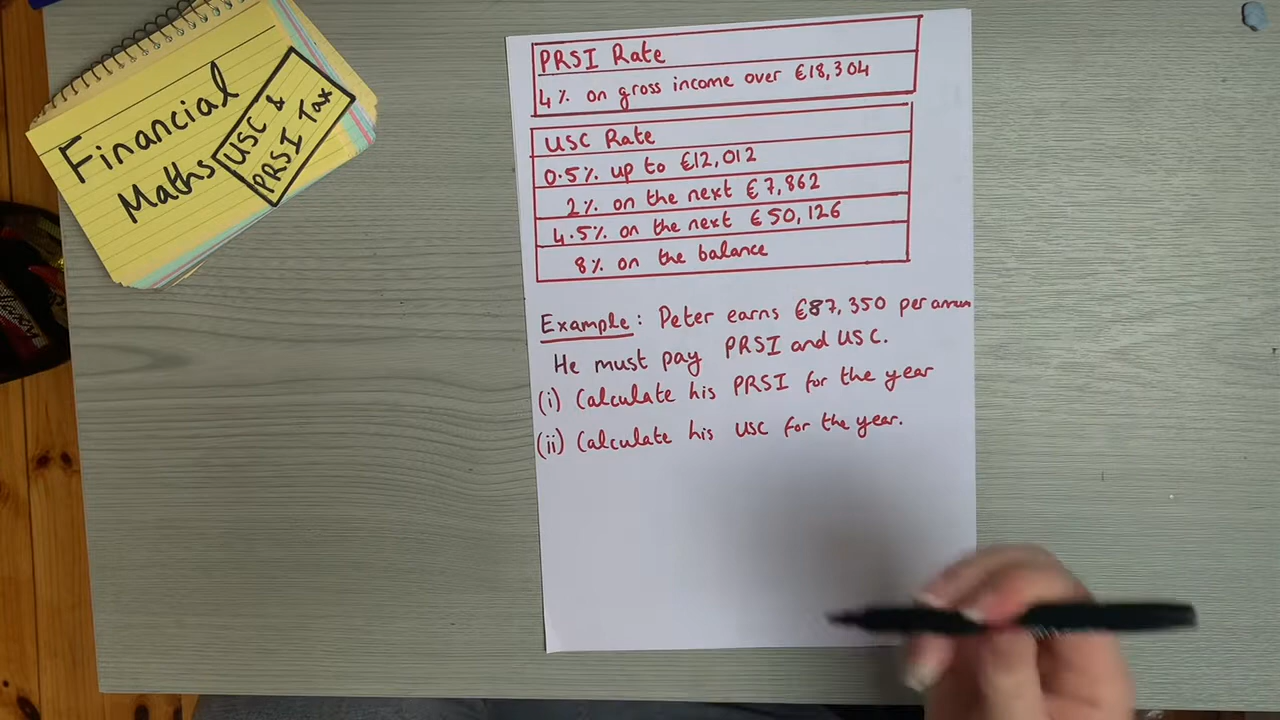 Financial
Maths
USC &
PRSI Tax
PRSI Rate
4% on gross income over €18,304
USC Rate
0.5% up to €12,012
2% on the next €7,862
4.5% on the next €50,126
8% on the balance
Example: Peter earns €87,350 per annum
He must pay PRSI and USC.
(i) Calculate his PRSI for the year
(ii) Calculate his USC for the year.